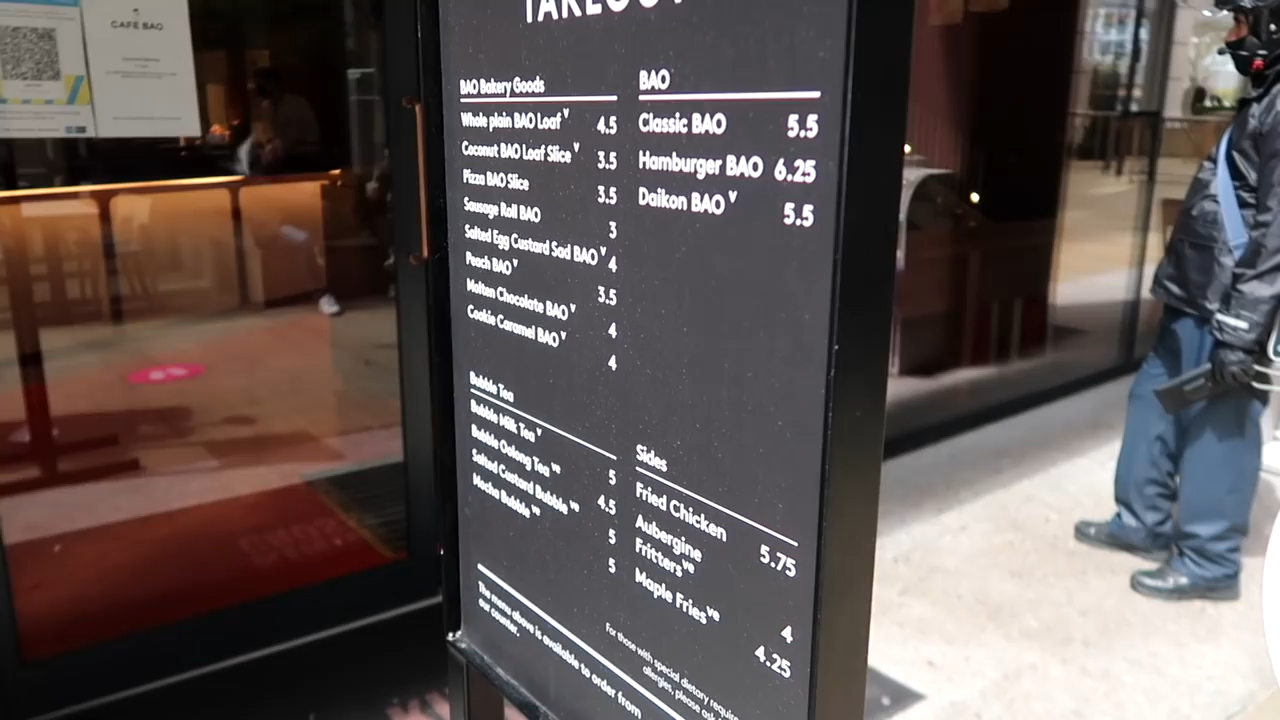 CAFÉ BAO
TAKEOUT
BAO Bakery Goods
Whole plain BAO Loaf V 4.5
Coconut BAO Loaf Slice V 3.5
Pizza BAO Slice 3.5
Sausage Roll BAO 3
Salted Egg Custard Sad BAO V 4
Peach BAO V 3.5
Molten Chocolate BAO V 4
Cookie Caramel BAO V 4
Bubble Tea
Bubble Milk Tea V 5
Bubble Oolong Tea ve 4.5
Salted Custard Bubble ve 5
Mocha Bubble ve 5
The menu above is available to order from
our counter.
BAO
Classic BAO 5.5
Hamburger BAO 6.25
Daikon BAO V 5.5
Sides
Fried Chicken 5.75
Aubergine
Fritters ve 4
Maple Fries ve 4.25
For those with special dietary require
allergies, please ask